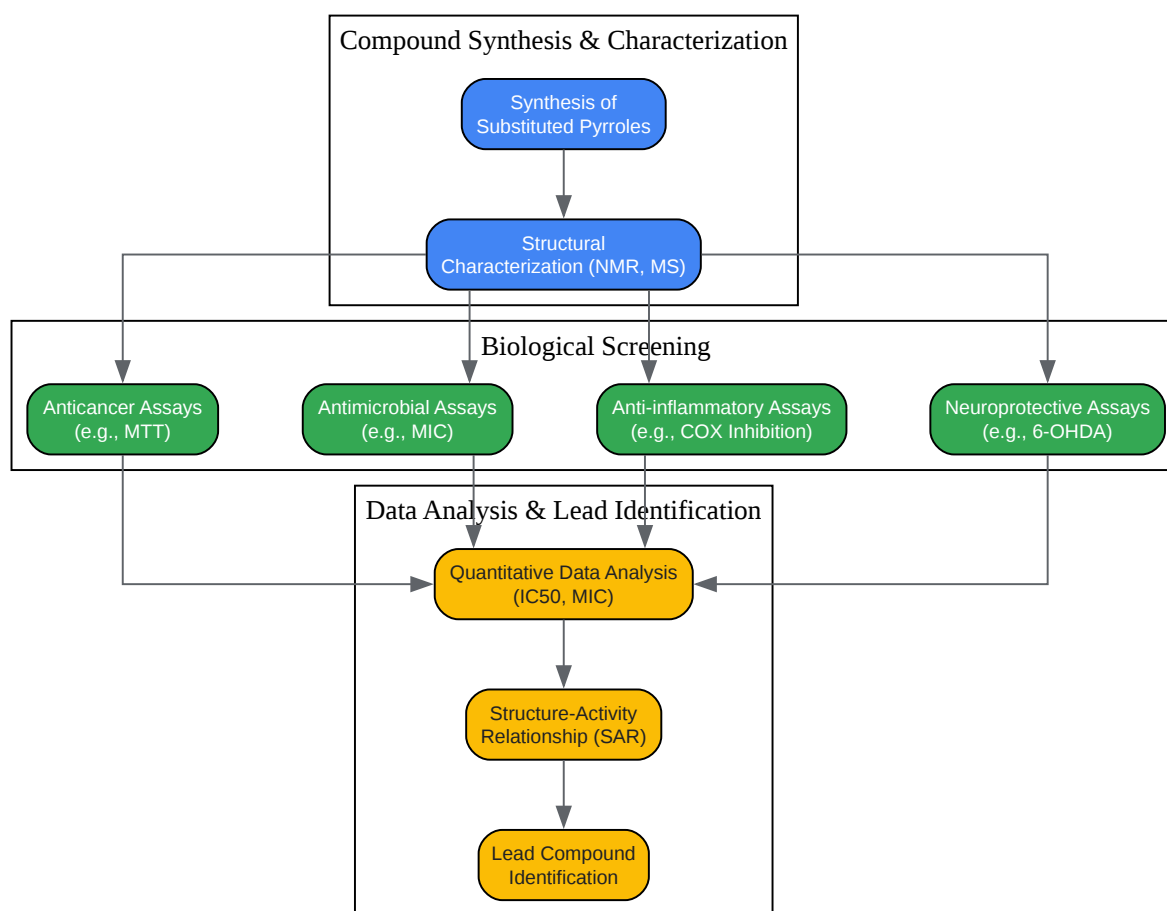 Compound Synthesis & Characterization
Synthesis of
Substituted Pyrroles
Structural
Characterization (NMR, MS)
Biological Screening
Anticancer Assays
(e.g., MTT)
Antimicrobial Assays
(e.g., MIC)
Anti-inflammatory Assays
(e.g., COX Inhibition)
Neuroprotective Assays
(e.g., 6-OHDA)
Data Analysis & Lead Identification
Quantitative Data Analysis
(IC50, MIC)
Structure-Activity
Relationship (SAR)
Lead Compound
Identification